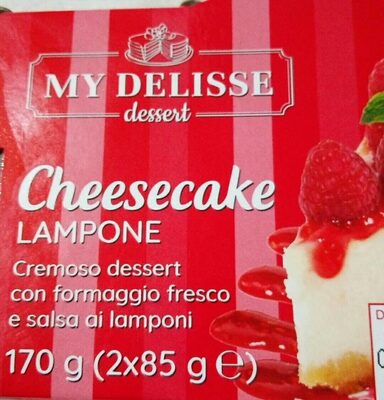 MY DELISSE
dessert
Cheesecake
LAMPONE
Cremoso dessert
con formaggio fresco
e salsa ai lamponi
170 g (2x85 g ℮)